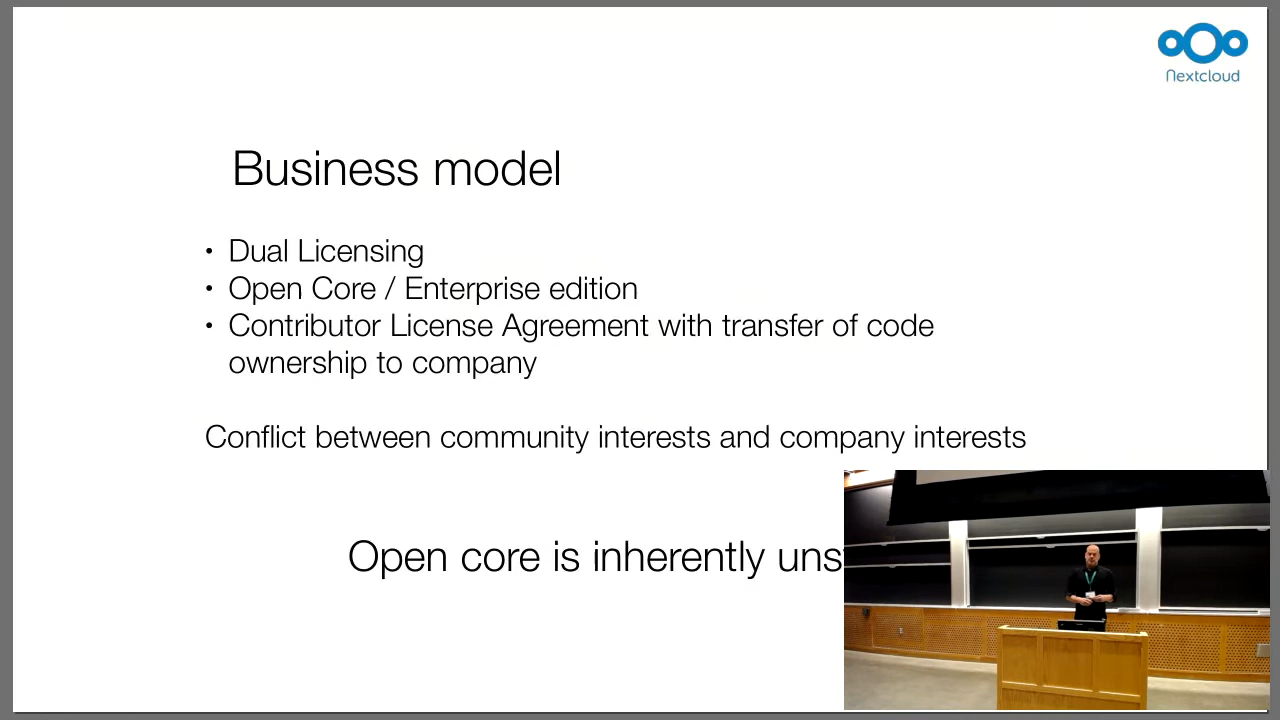 Nextcloud
Business model
• Dual Licensing
• Open Core / Enterprise edition
• Contributor License Agreement with transfer of code
ownership to company
Conflict between community interests and company interests
Open core is inherently